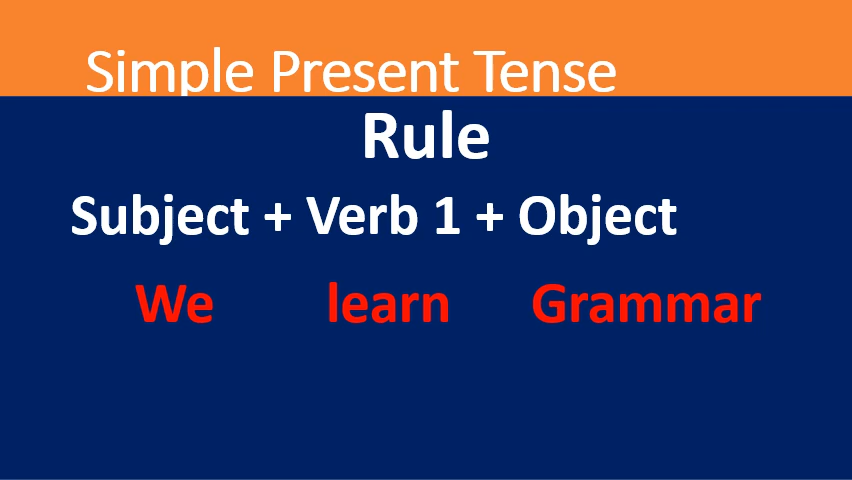 Simple Present Tense
Rule
Subject + Verb 1 + Object
We learn Grammar